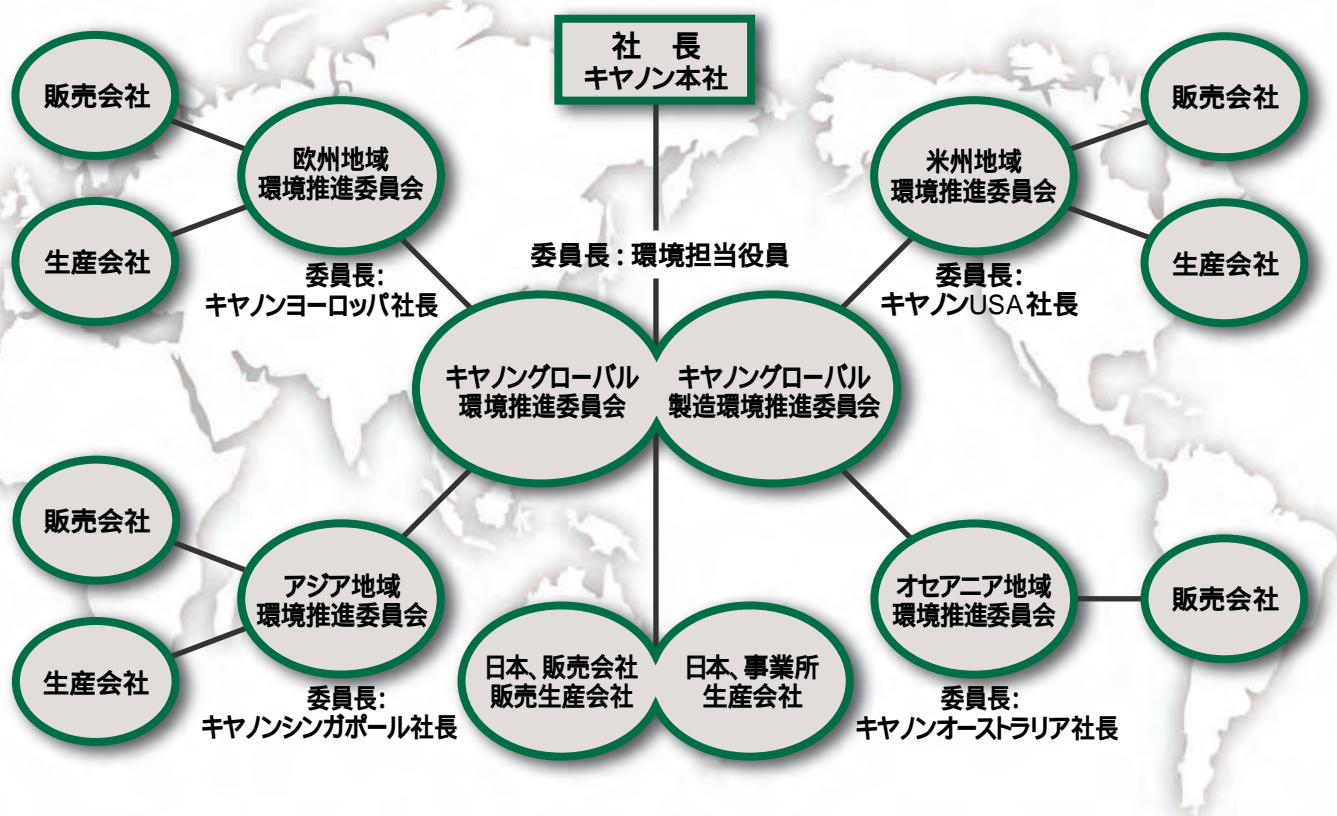 社 長
キヤノン本社
販売会社
生産会社
欧州地域
環境推進委員会
委員長:
キヤノンヨーロッパ社長
委員長：環境担当役員
米州地域
環境推進委員会
委員長:
キヤノンUSA社長
販売会社
生産会社
キヤノングローバル
環境推進委員会
キヤノングローバル
製造環境推進委員会
販売会社
生産会社
アジア地域
環境推進委員会
委員長:
キヤノンシンガポール社長
日本、販売会社
販売生産会社
日本、事業所
生産会社
オセアニア地域
環境推進委員会
委員長:
キヤノンオーストラリア社長
販売会社